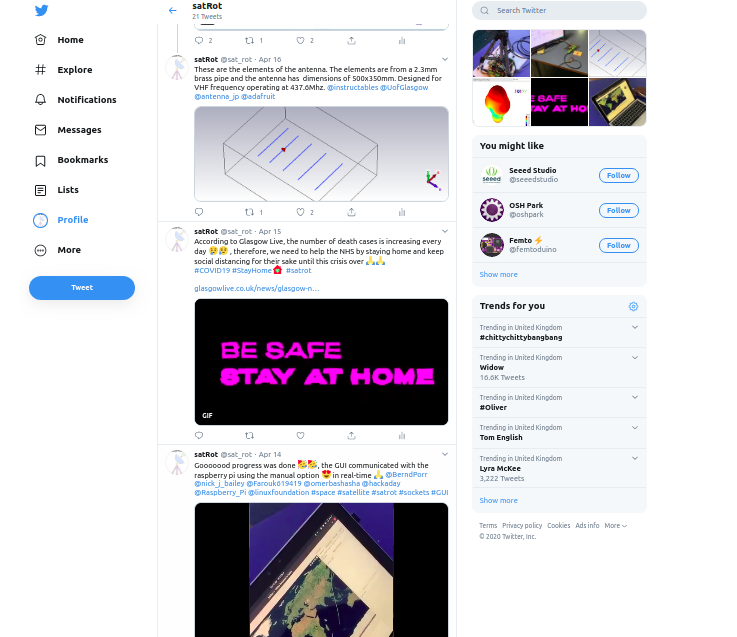 Home
Explore
Notifications
Messages
Bookmarks
Lists
Profile
More
Tweet
satRot
21 Tweets
2 1 2
satRot @sat_rot · Apr 16
These are the elements of the antenna. The elements are from a 2.3mm
brass pipe and the antenna has dimensions of 500x350mm. Designed for
VHF frequency operating at 437.6Mhz. @instructables @UofGlasgow
@antenna_jp @adafruit
1 2
satRot @sat_rot · Apr 15
According to Glasgow Live, the number of death cases is increasing every
day 😢😢, therefore, we need to help the NHS by staying home and keep
social distancing for their sake until this crisis over 🙏🙏
#COVID19 #StayHome #satrot
glasgowlive.co.uk/news/glasgow-n…
BE SAFE
STAY AT HOME
GIF
satRot @sat_rot · Apr 14
Gooooood progress was done 🥳🥳, the GUI communicated with the
raspberry pi using the manual option 😍 in real-time 🙏 @BerndPorr
@nick_j_bailey @Farouk619419 @omerbashasha @hackaday
@Raspberry_Pi @linuxfoundation #space #satellite #satrot #sockets #GUI
Search Twitter
E SAFE
AY AT HO
You might like
Seeed Studio
@seeedstudio
Follow
OSH Park
@oshpark
Follow
Femto ⚡
@femtoduino
Follow
Show more
Trends for you
Trending in United Kingdom
#chittychittybangbang
Trending in United Kingdom
Widow
16.6K Tweets
Trending in United Kingdom
#Oliver
Trending in United Kingdom
Tom English
Trending in United Kingdom
Lyra McKee
3,222 Tweets
Show more
Terms Privacy policy Cookies Ads info More
© 2020 Twitter, Inc.